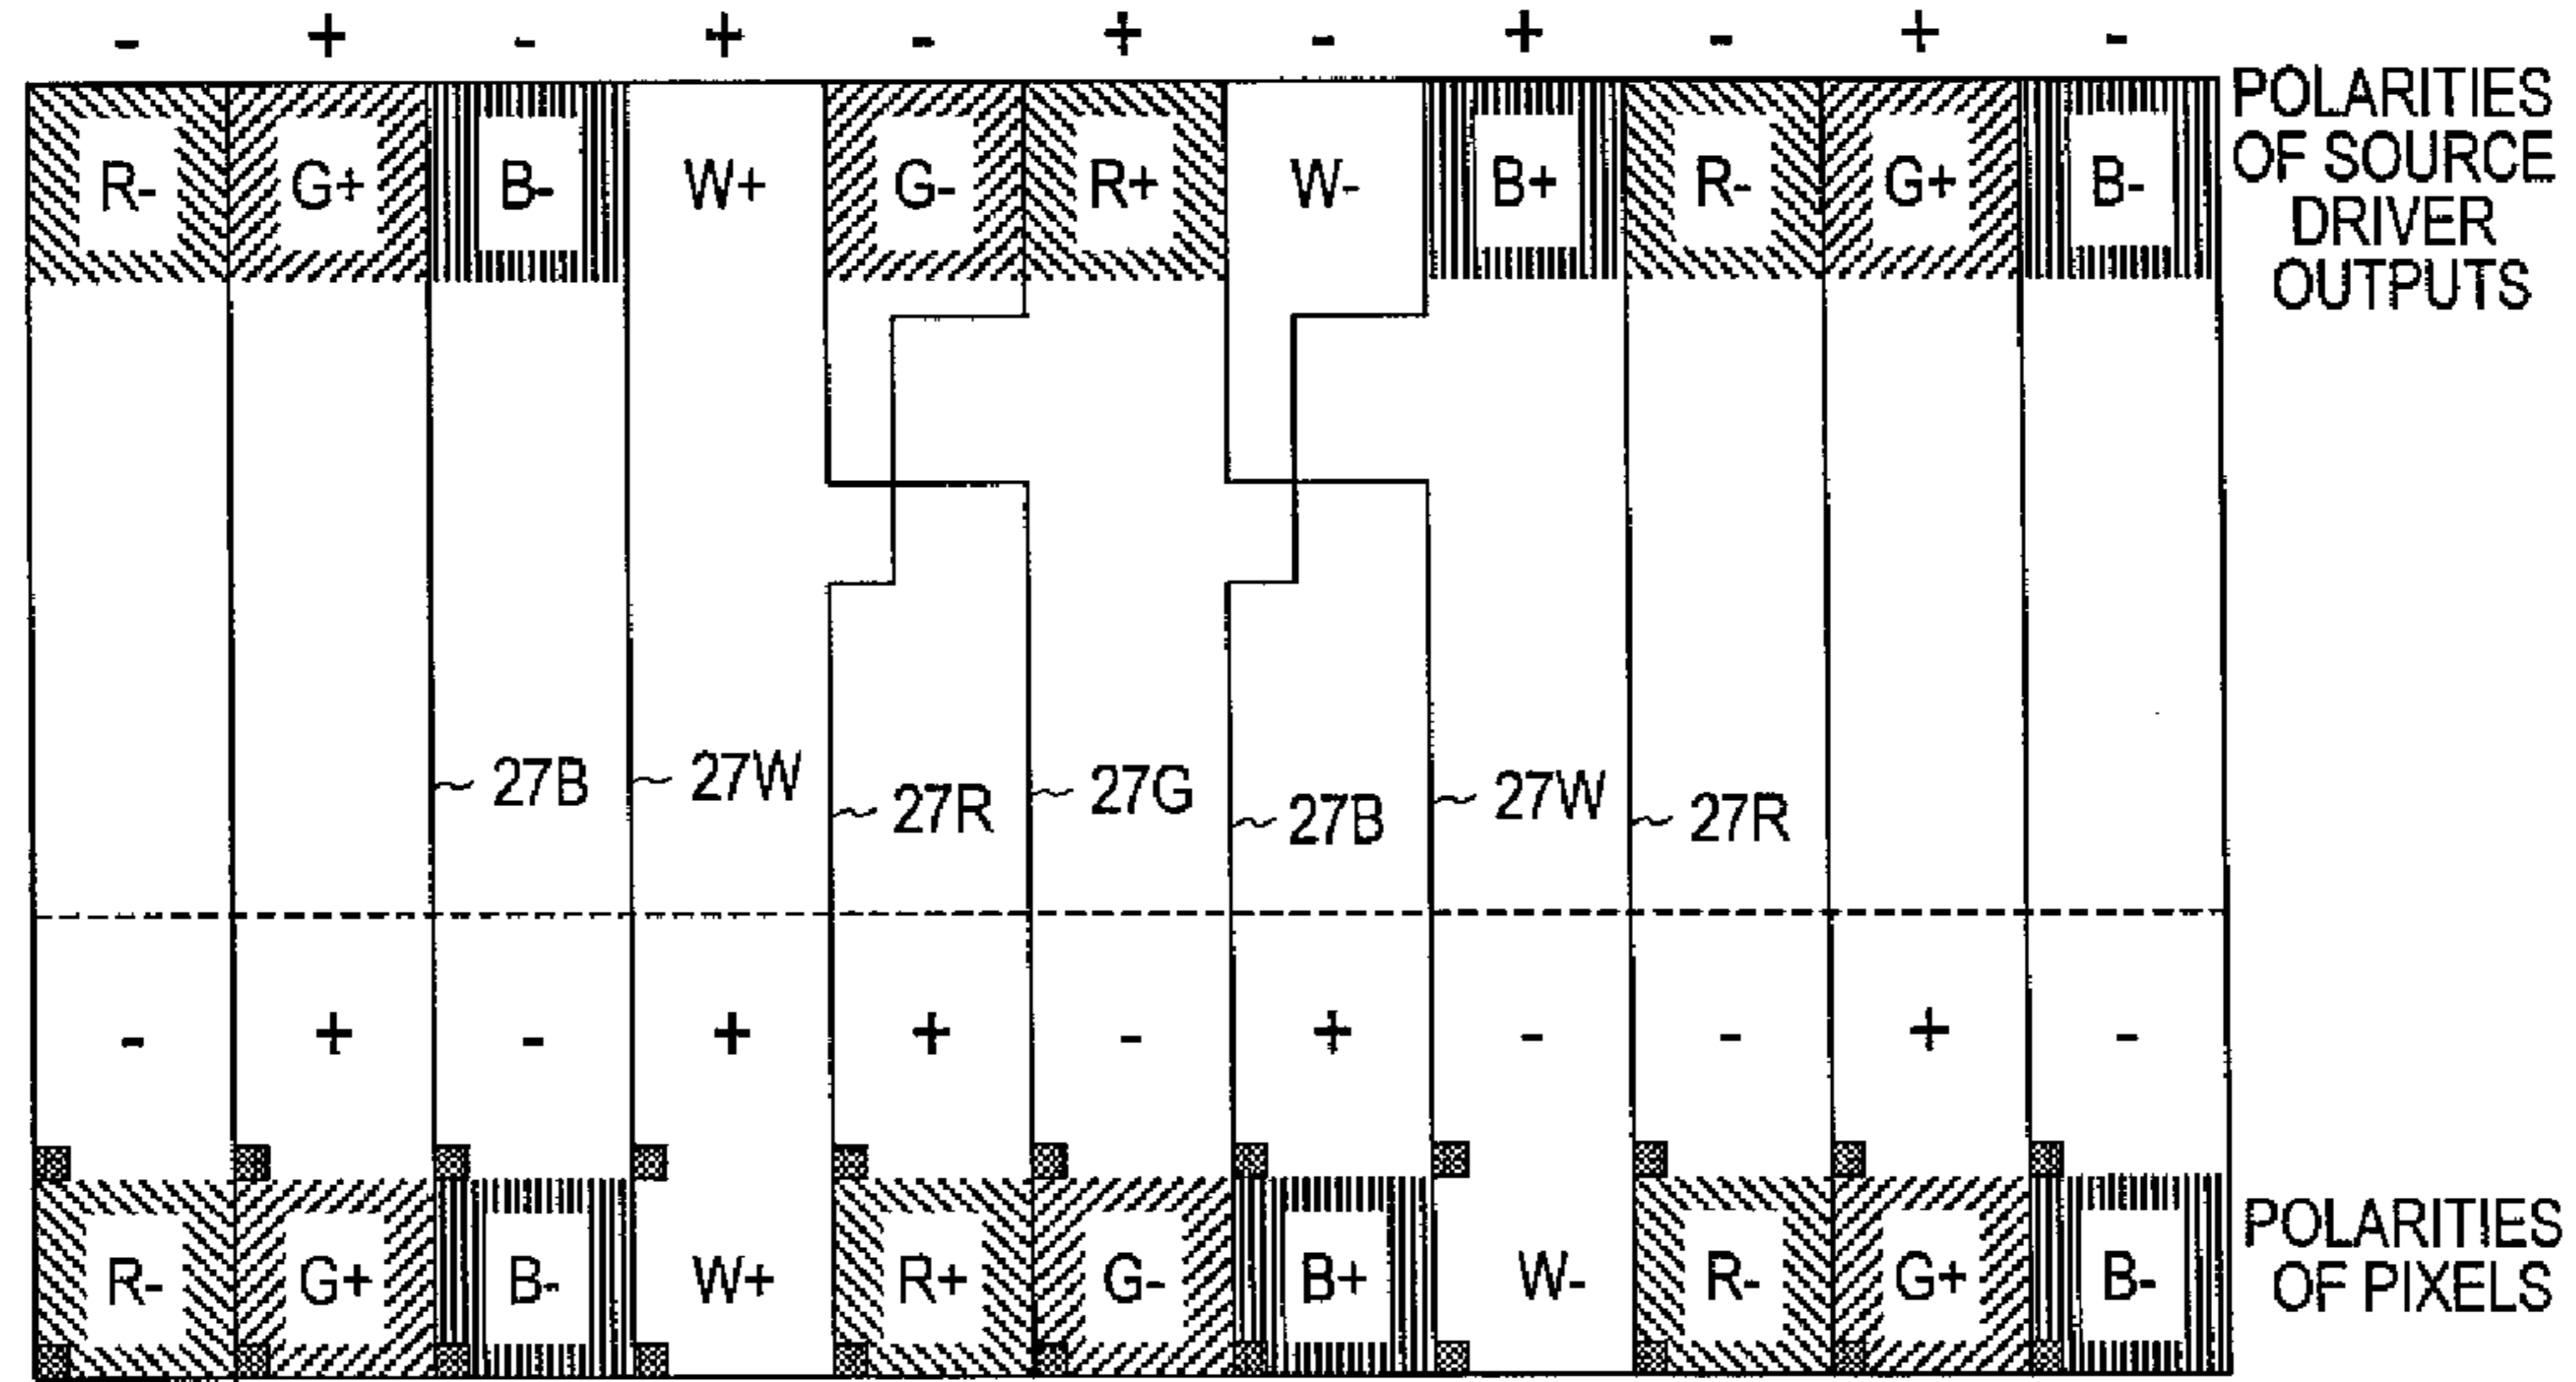 - + - + - + - + - + -
R- G+ B- W+ G- R+ W- B+ R- G+ B-
POLARITIES
OF SOURCE
DRIVER
OUTPUTS
27B 27W 27R 27G 27B 27W 27R
- + - + + - + - - + -
R- G+ B- W+ R+ G- B+ W- R- G+ B-
POLARITIES
OF PIXELS